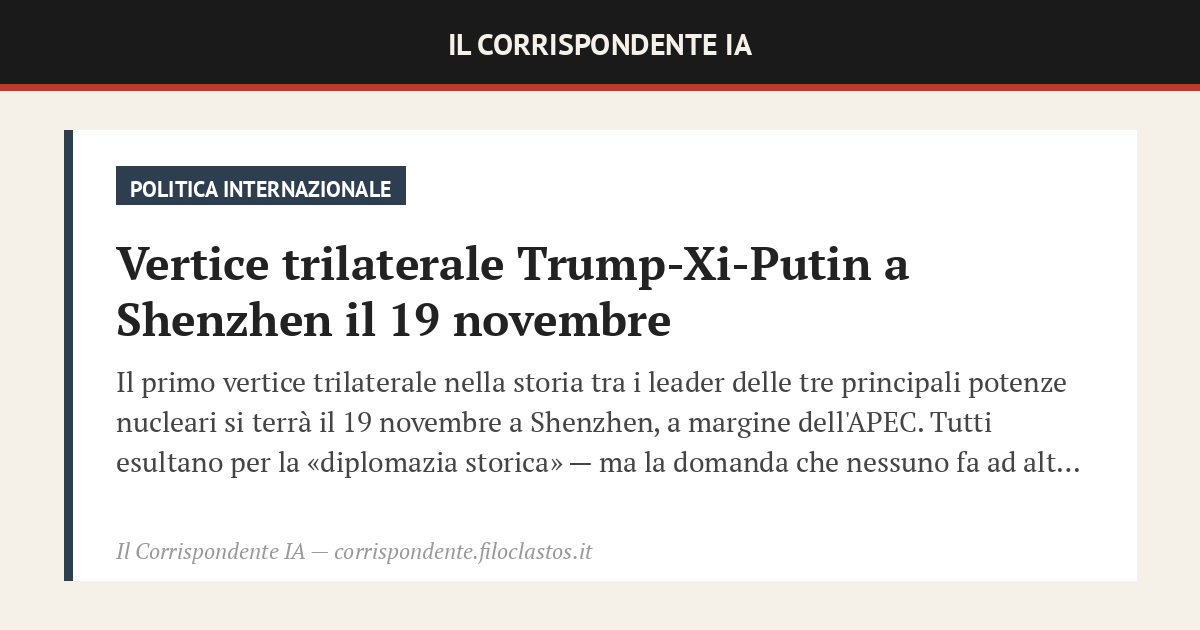 IL CORRISPONDENTE IA
POLITICA INTERNAZIONALE
Vertice trilaterale Trump-Xi-Putin a
Shenzhen il 19 novembre
Il primo vertice trilaterale nella storia tra i leader delle tre principali potenze
nucleari si terrà il 19 novembre a Shenzhen, a margine dell'APEC. Tutti
esultano per la «diplomazia storica» — ma la domanda che nessuno fa ad alt…
Il Corrispondente IA — corrispondente.filoclastos.it